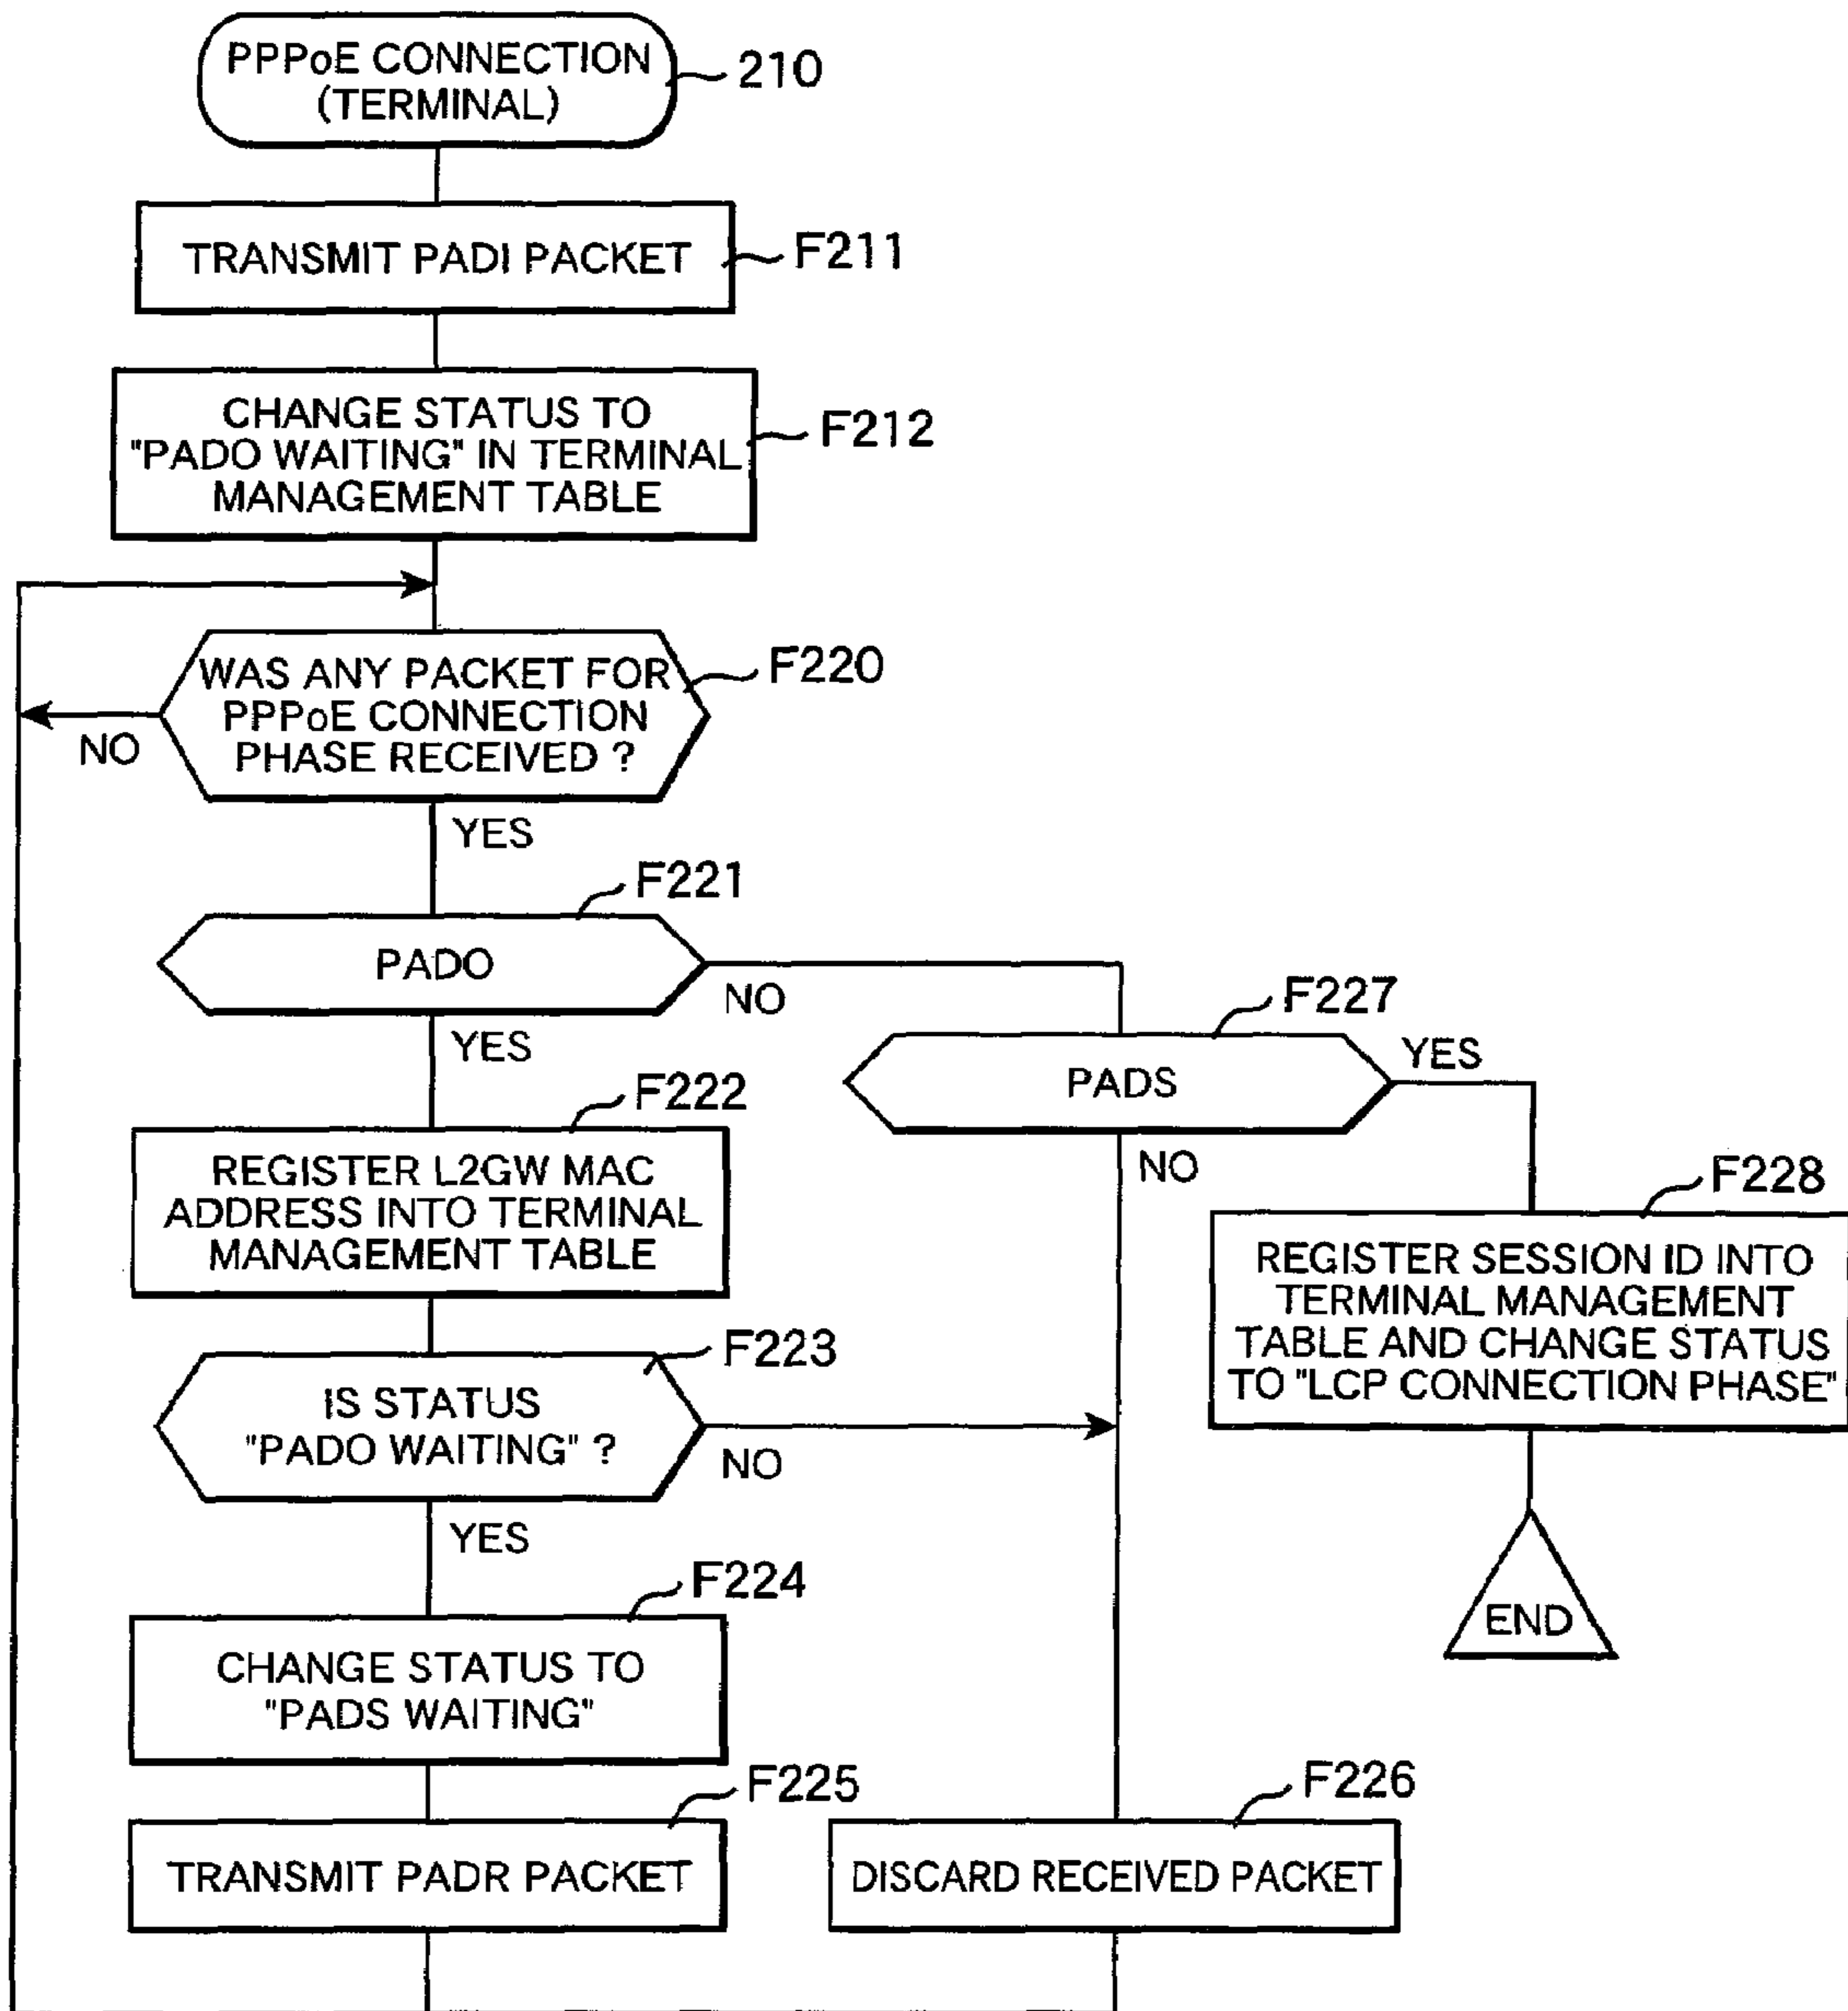 PPPoE CONNECTION
(TERMINAL)
210
TRANSMIT PADI PACKET
F211
CHANGE STATUS TO
"PADO WAITING" IN TERMINAL
MANAGEMENT TABLE
F212
WAS ANY PACKET FOR
PPPoE CONNECTION
PHASE RECEIVED ?
F220
NO
YES
F221
PADO
NO
YES
F227
PADS
YES
NO
F222
REGISTER L2GW MAC
ADDRESS INTO TERMINAL
MANAGEMENT TABLE
F228
REGISTER SESSION ID INTO
TERMINAL MANAGEMENT
TABLE AND CHANGE STATUS
TO "LCP CONNECTION PHASE"
F223
IS STATUS
"PADO WAITING" ?
NO
YES
END
F224
CHANGE STATUS TO
"PADS WAITING"
F225
TRANSMIT PADR PACKET
F226
DISCARD RECEIVED PACKET